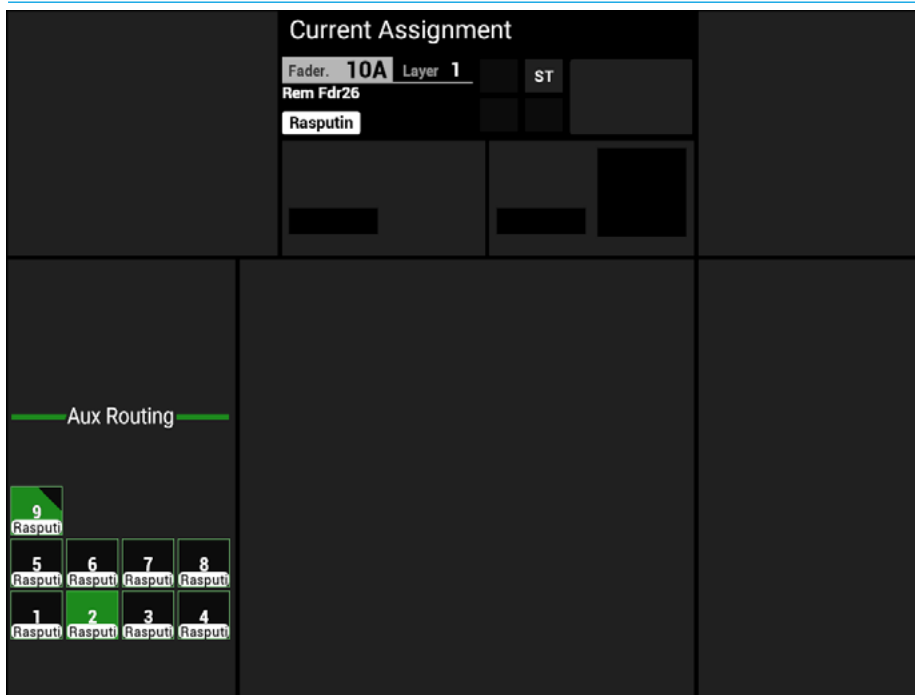 Current Assignment
Fader. 10A Layer 1
ST
Rem Fdr26
Rasputin
Aux Routing
9
Rasputi
5 6 7 8
Rasputi Rasputi Rasputi Rasputi
1 2 3 4
Rasputi Rasputi Rasputi Rasputi